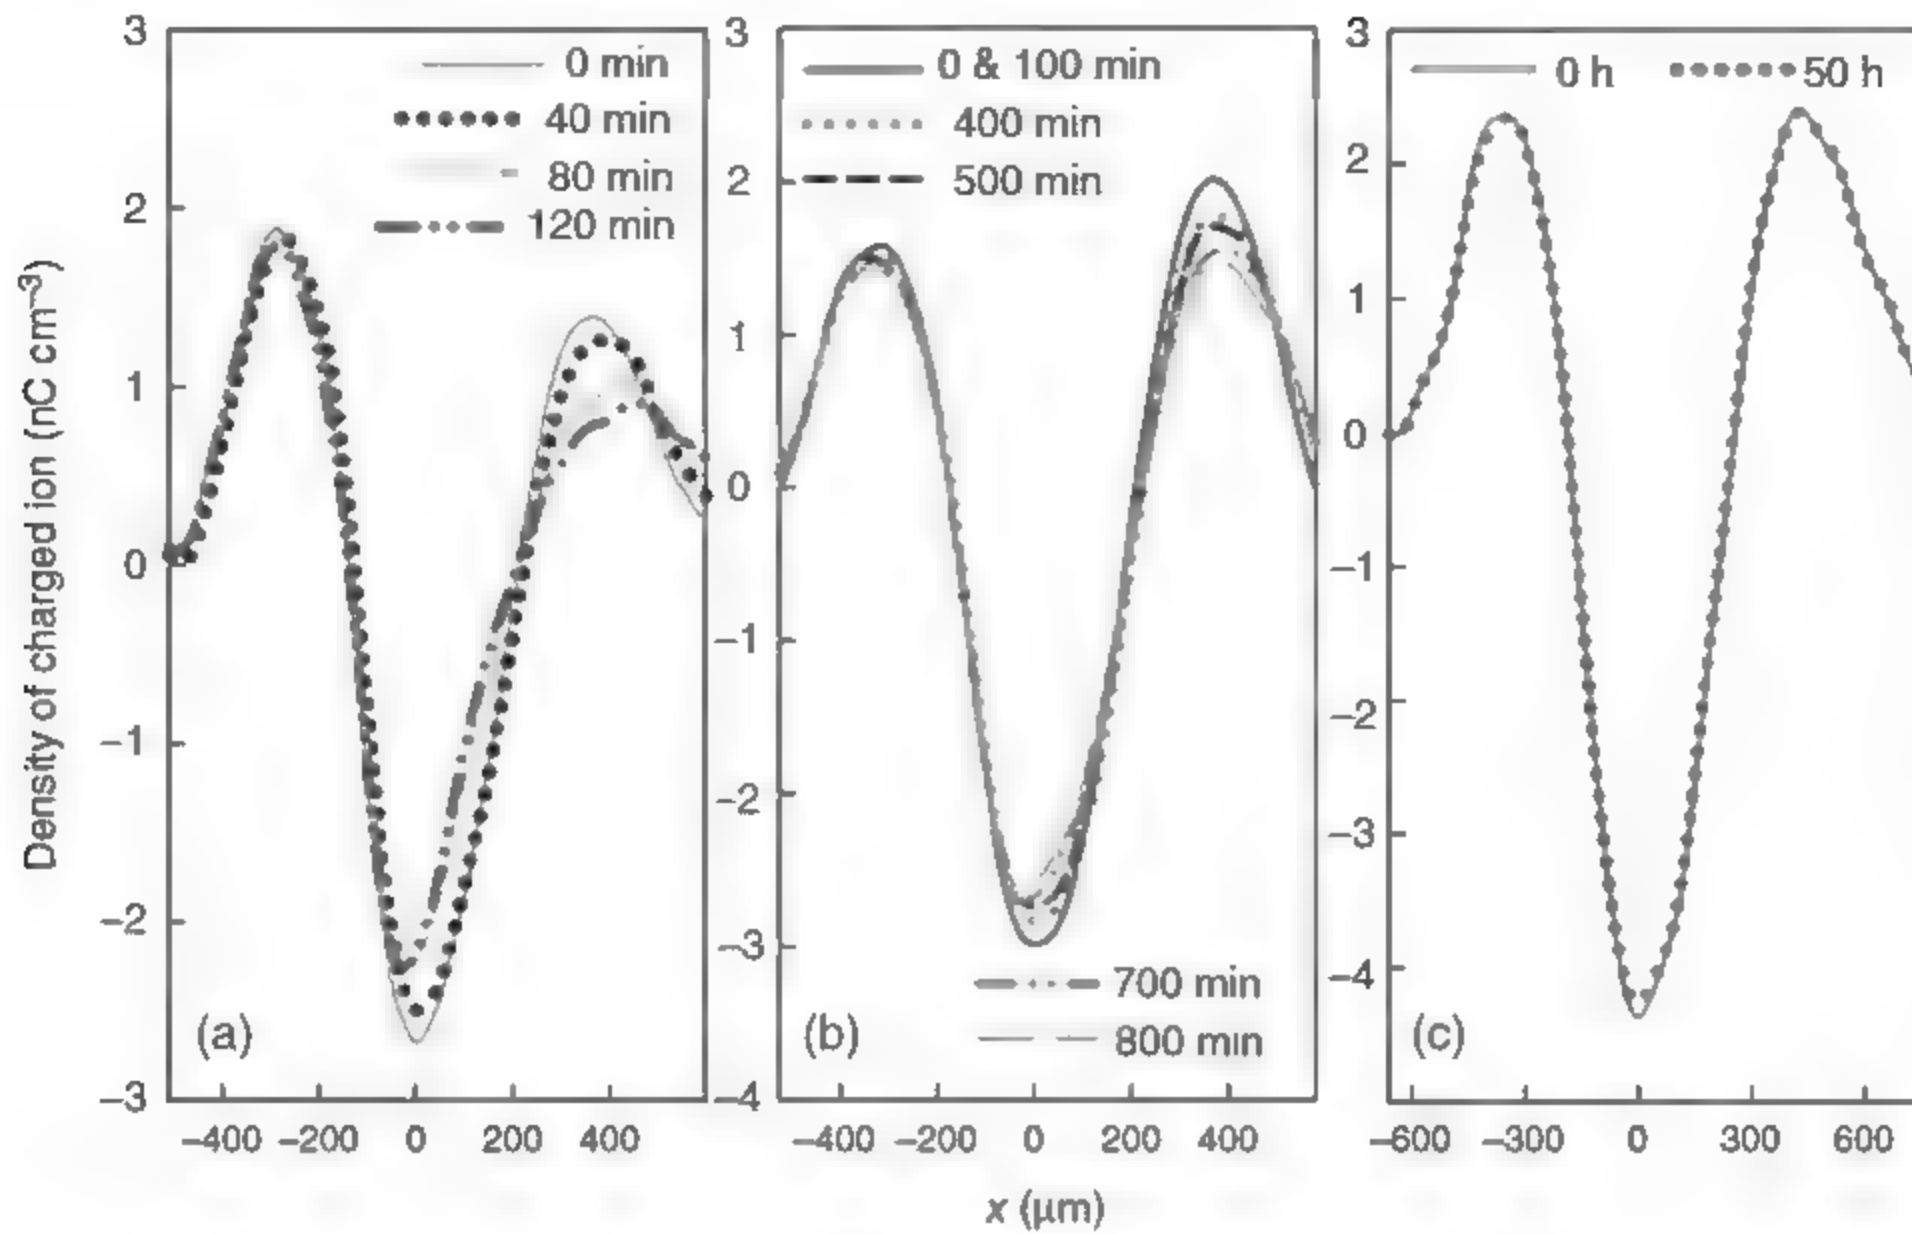 Density of charged ion (nC cm⁻³)
3
2
1
0
−1
−2
−3
0 min
40 min
80 min
120 min
(a)
−400 −200 0 200 400
3
2
1
0
−1
−2
−3
−4
0 & 100 min
400 min
500 min
700 min
800 min
(b)
−400 −200 0 200 400
3
2
1
0
−1
−2
−3
−4
0 h 50 h
(c)
−600 −300 0 300 600
x (μm)